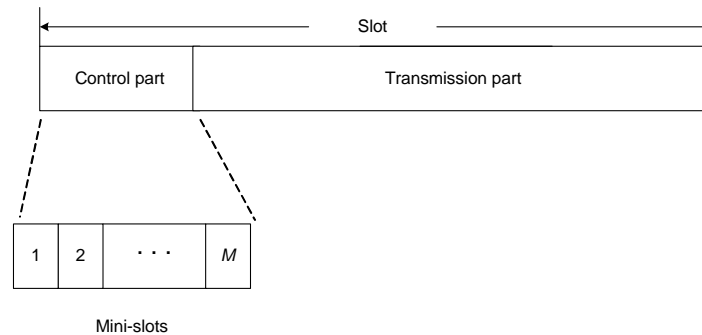 Slot
Control part
Transmission part
1 2 · · · M
Mini-slots